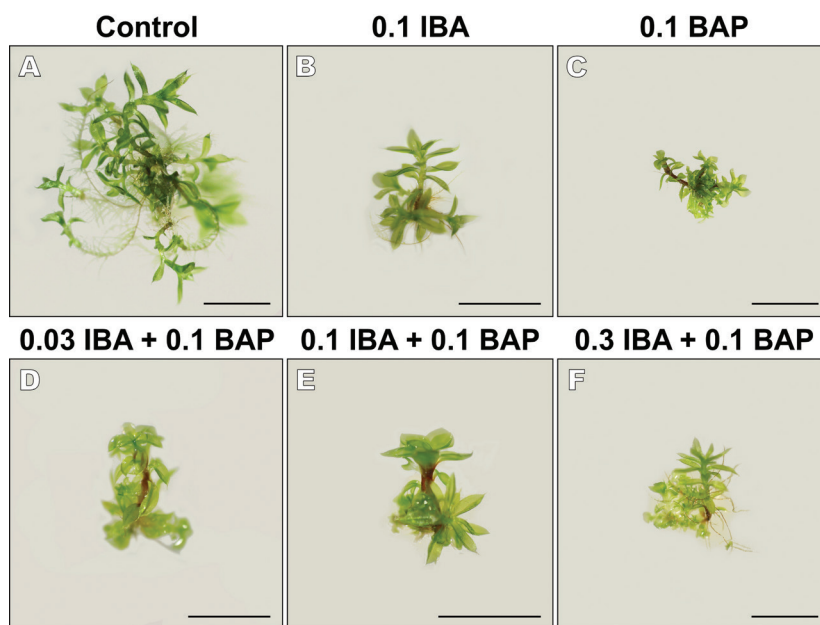 Control 0.1 IBA 0.1 BAP
A B C
0.03 IBA + 0.1 BAP 0.1 IBA + 0.1 BAP 0.3 IBA + 0.1 BAP
D E F